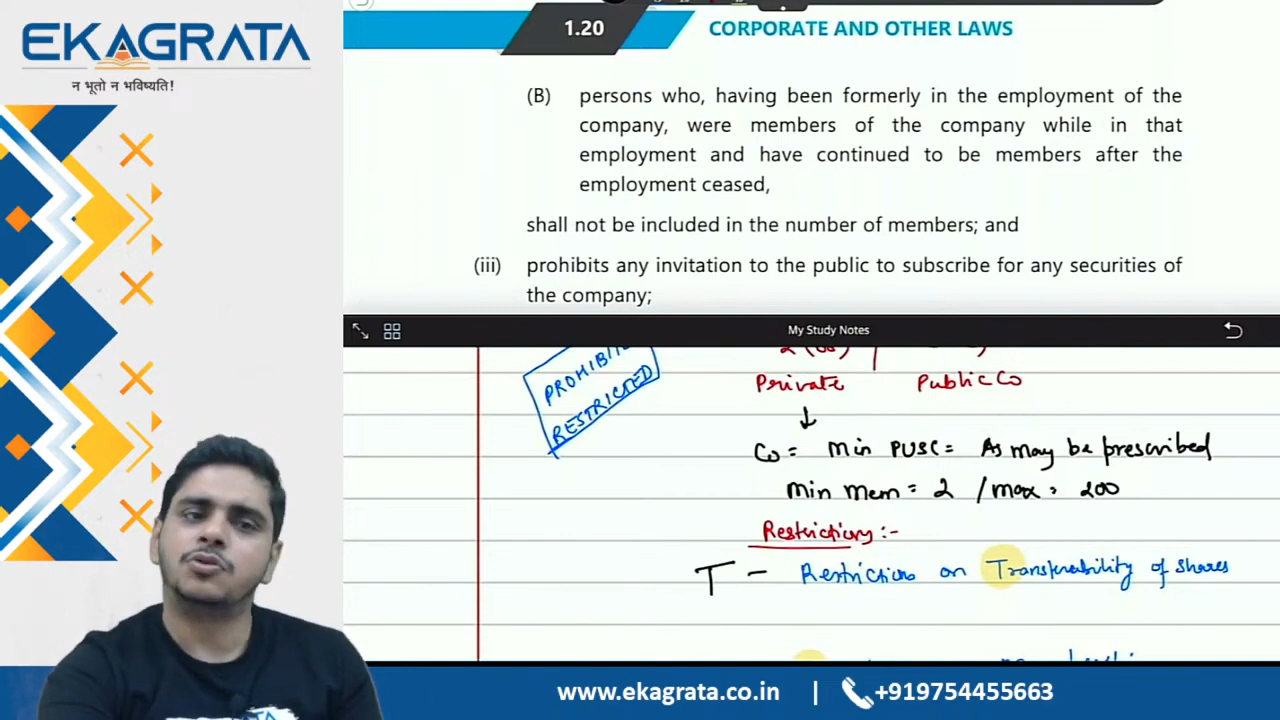 EKAGRATA
न भूतो न भविष्यति!
1.20 CORPORATE AND OTHER LAWS
(B) persons who, having been formerly in the employment of the
company, were members of the company while in that
employment and have continued to be members after the
employment ceased,
shall not be included in the number of members; and
(iii) prohibits any invitation to the public to subscribe for any securities of
the company;
My Study Notes
RESTRICTED
Private Public Co
Co = Min PUSC = As may be prescribed
Min Mem = 2 / Max = 200
Restrictions :-
T - Restrictions on Transferability of shares
www.ekagrata.co.in | +919754455663